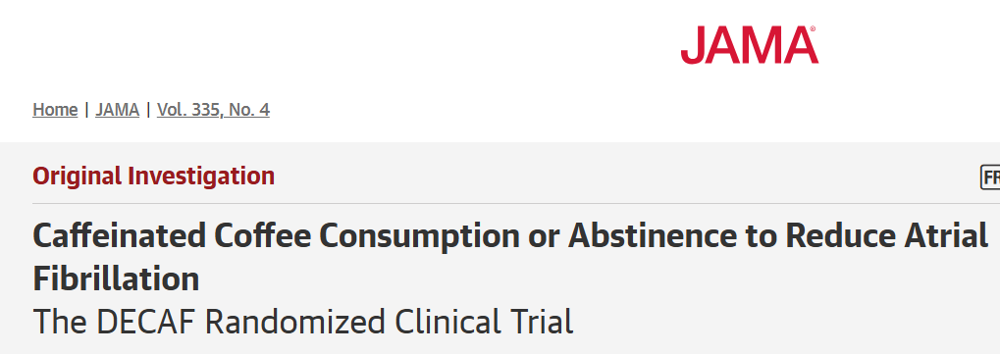 JAMA®
Home | JAMA | Vol. 335, No. 4
Original Investigation
Caffeinated Coffee Consumption or Abstinence to Reduce Atrial
Fibrillation
The DECAF Randomized Clinical Trial